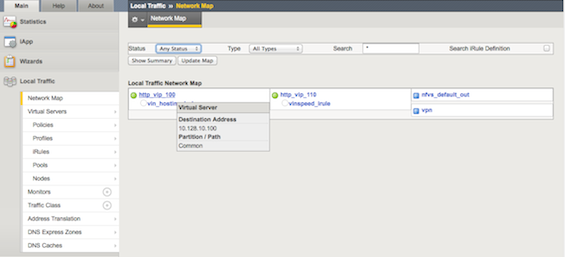 Main Help About
Local Traffic » Network Map
Network Map
Statistics
iApp
Wizards
Local Traffic
Network Map
Virtual Servers
Policies
Profiles
iRules
Pools
Nodes
Monitors
Traffic Class
Address Translation
DNS Express Zones
DNS Caches
Status Any Status Type All Types Search * Search iRule Definition
Show Summary Update Map
Local Traffic Network Map
http_vip_100 http_vip_110 nfvs_default_out
vinspeed_irule vpn
Virtual Server
Destination Address
10.128.10.100
Partition / Path
Common